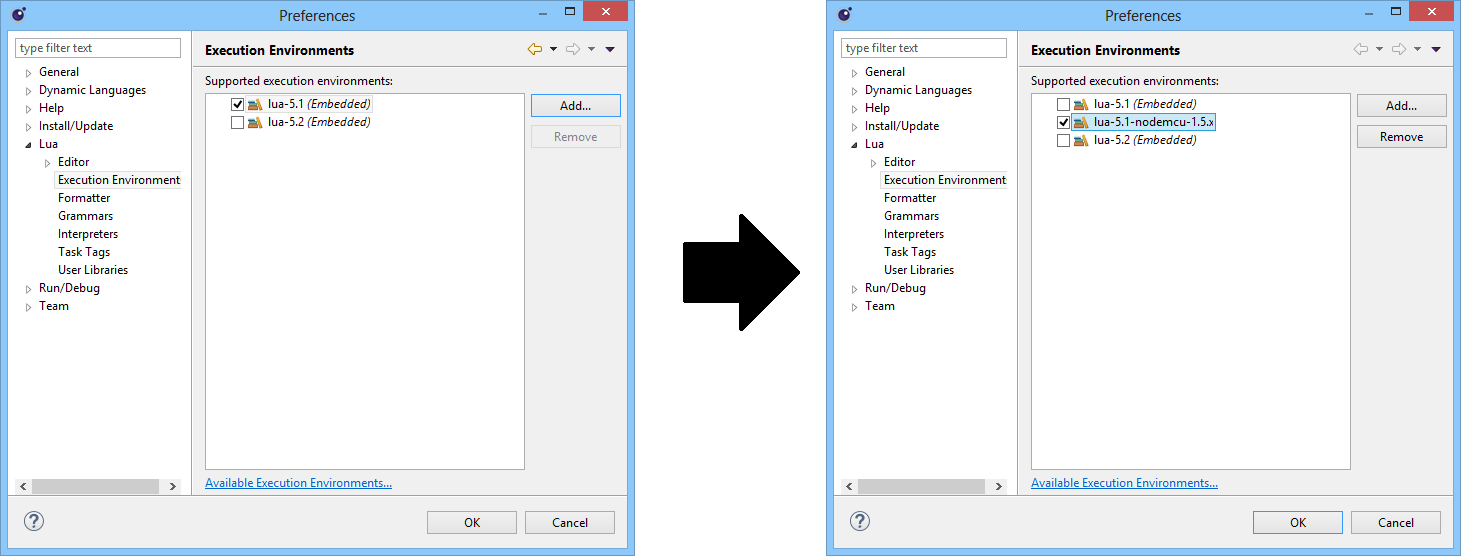 Preferences
type filter text
General
Dynamic Languages
Help
Install/Update
Lua
Editor
Execution Environment
Formatter
Grammars
Interpreters
Task Tags
User Libraries
Run/Debug
Team
Execution Environments
Supported execution environments:
lua-5.1 (Embedded)
lua-5.2 (Embedded)
Add...
Remove
Available Execution Environments...
?
OK
Cancel
Preferences
type filter text
General
Dynamic Languages
Help
Install/Update
Lua
Editor
Execution Environment
Formatter
Grammars
Interpreters
Task Tags
User Libraries
Run/Debug
Team
Execution Environments
Supported execution environments:
lua-5.1 (Embedded)
lua-5.1-nodemcu-1.5.x
lua-5.2 (Embedded)
Add...
Remove
Available Execution Environments...
?
OK
Cancel